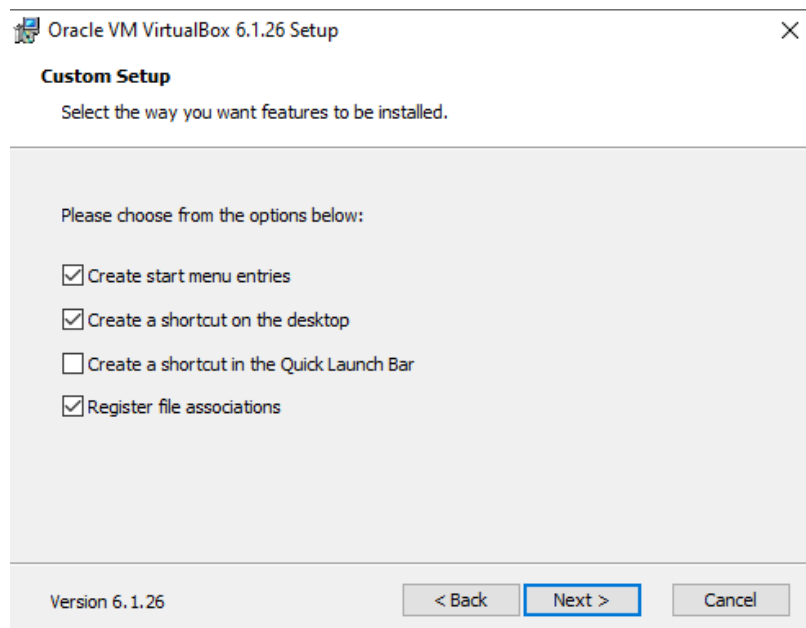 Oracle VM VirtualBox 6.1.26 Setup
Custom Setup
Select the way you want features to be installed.
Please choose from the options below:
Create start menu entries
Create a shortcut on the desktop
Create a shortcut in the Quick Launch Bar
Register file associations
Version 6.1.26
< Back Next > Cancel